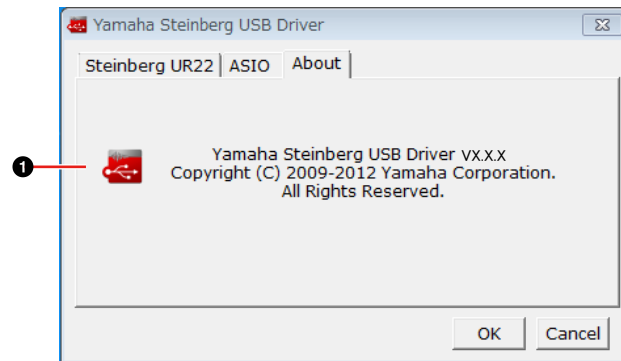 Yamaha Steinberg USB Driver
Steinberg UR22 ASIO About
1
Yamaha Steinberg USB Driver VX.X.X
Copyright (C) 2009-2012 Yamaha Corporation.
All Rights Reserved.
OK Cancel